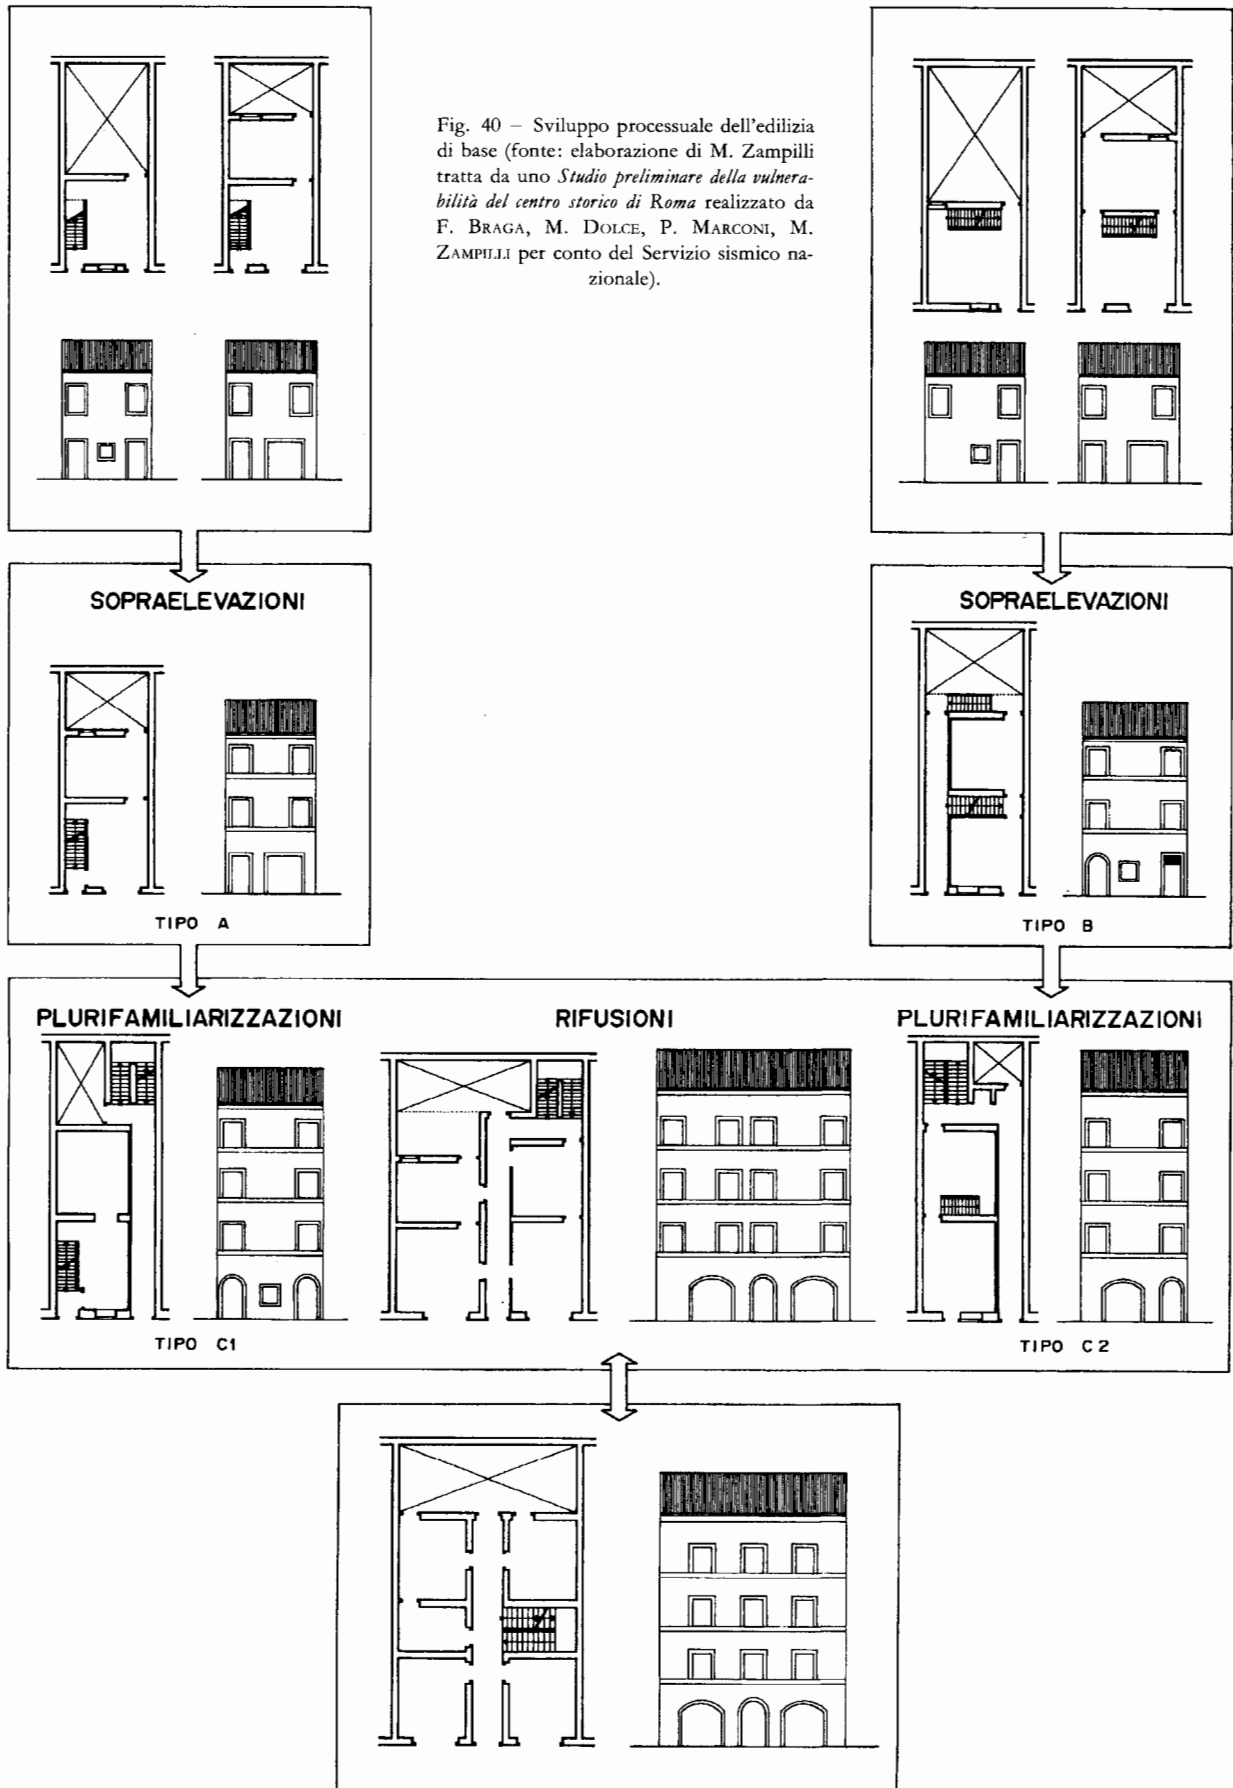 Fig. 40 – Sviluppo processuale dell'edilizia
di base (fonte: elaborazione di M. Zampilli
tratta da uno Studio preliminare della vulnera-
bilità del centro storico di Roma realizzato da
F. BRAGA, M. DOLCE, P. MARCONI, M.
ZAMPILLI per conto del Servizio sismico na-
zionale).
SOPRAELEVAZIONI
SOPRAELEVAZIONI
TIPO A
TIPO B
PLURIFAMILIARIZZAZIONI
RIFUSIONI
PLURIFAMILIARIZZAZIONI
TIPO C1
TIPO C2